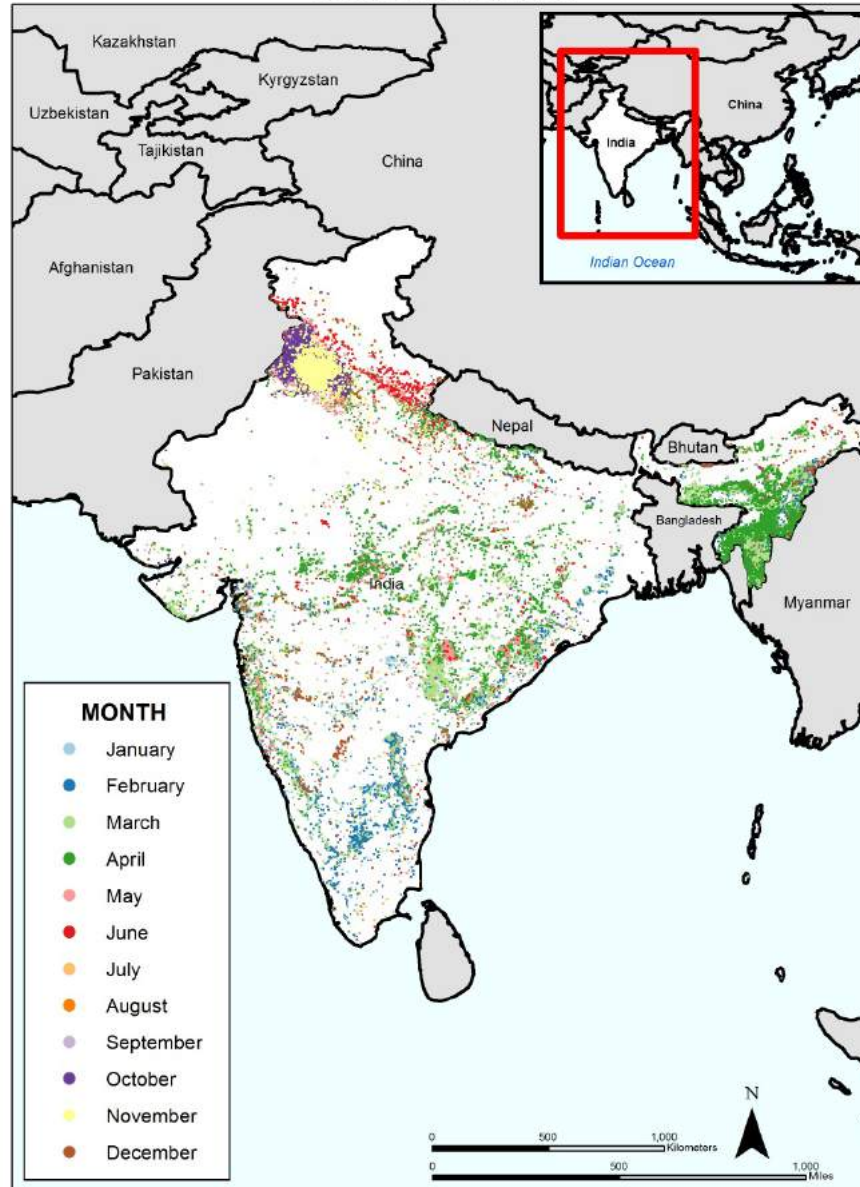 Kazakhstan
Kyrgyzstan
Uzbekistan
Tajikistan
China
Afghanistan
Pakistan
Nepal
Bhutan
Bangladesh
India
Myanmar
China
India
Indian Ocean
MONTH
January
February
March
April
May
June
July
August
September
October
November
December
N
0 500 1,000
Kilometers
0 500 1,000
Miles